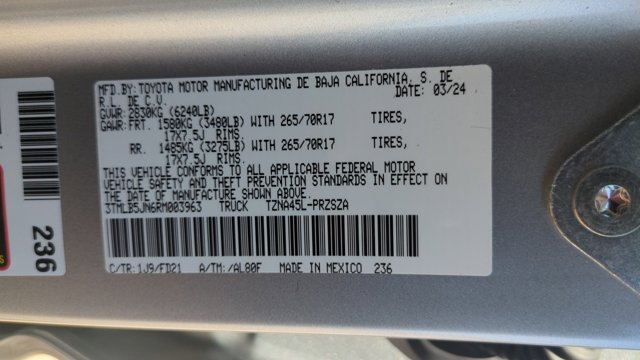 MFD.BY:TOYOTA MOTOR MANUFACTURING DE BAJA CALIFORNIA, S. DE
R.L. DE C.V. 03/24
GVWR: 2830KG (6240LB)
GAWR:FRT. 1580KG (3480LB) WITH 265/70R17 TIRES,
17X7.5J RIMS.
RR. 1485KG (3275LB) WITH 265/70R17 TIRES,
17X7.5J RIMS.
THIS VEHICLE CONFORMS TO ALL APPLICABLE FEDERAL MOTOR
VEHICLE SAFETY AND THEFT PREVENTION STANDARDS IN EFFECT ON
THE DATE OF MANUFACTURE SHOWN ABOVE.
3TMLB5JN6RM003963 TRUCK TZNA45L-PRZSZA
C/TR:1J9/FD21 A/TM:/AL80F MADE IN MEXICO 236
236